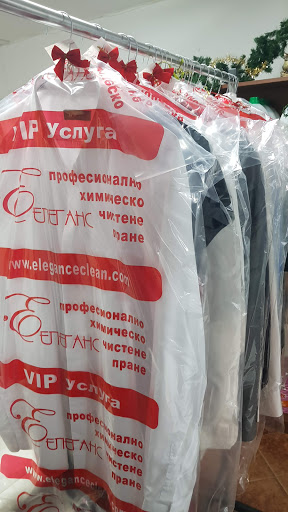 VIP Услуга
Елеганс
професионално
химическо
чистене
пране
www.eleganceclean.com
Елеганс
професионално
химическо
чистене
пране
VIP Услуга
Елеганс
професионално
химическо
чистене
пране